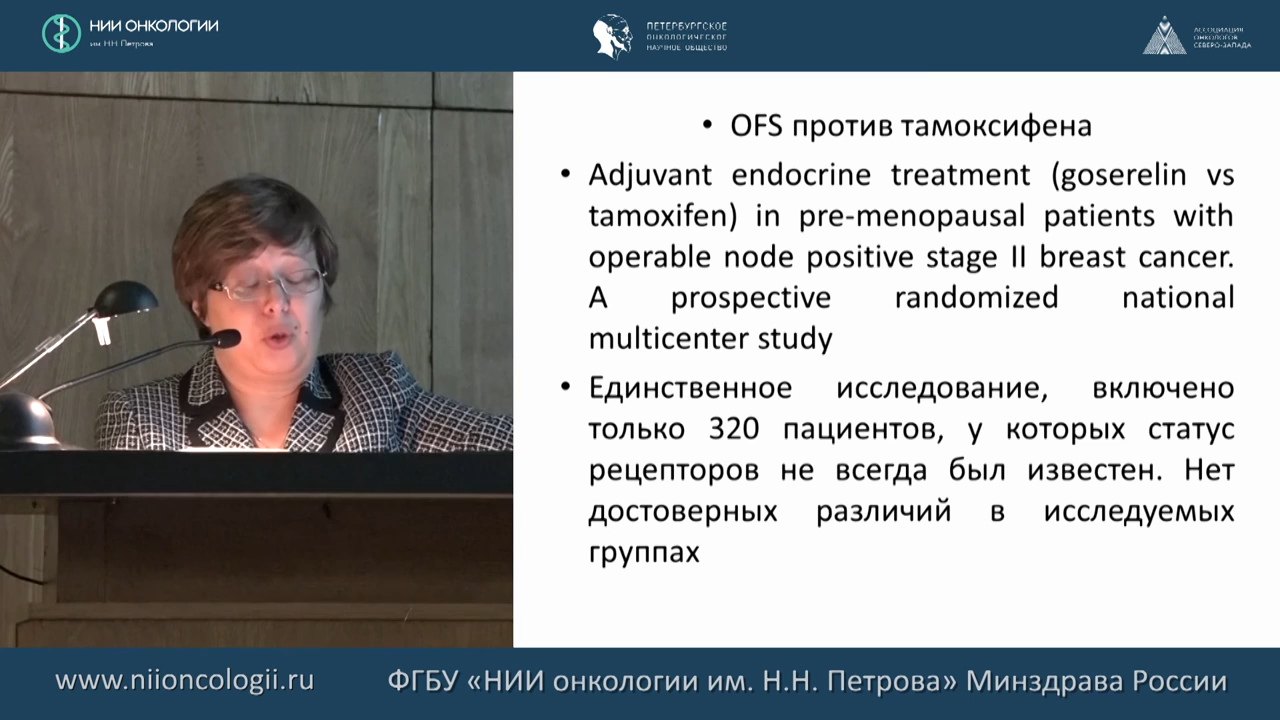 НИИ ОНКОЛОГИИ
им. Н.Н. Петрова
ПЕТЕРБУРГСКОЕ
ОНКОЛОГИЧЕСКОЕ
НАУЧНОЕ ОБЩЕСТВО
АССОЦИАЦИЯ
ОНКОЛОГОВ
СЕВЕРО-ЗАПАДА
• OFS против тамоксифена
• Adjuvant endocrine treatment (goserelin vs
tamoxifen) in pre-menopausal patients with
operable node positive stage II breast cancer.
A prospective randomized national
multicenter study
• Единственное исследование, включено
только 320 пациентов, у которых статус
рецепторов не всегда был известен. Нет
достоверных различий в исследуемых
группах
www.niioncologii.ru
ФГБУ «НИИ онкологии им. Н.Н. Петрова» Минздрава России